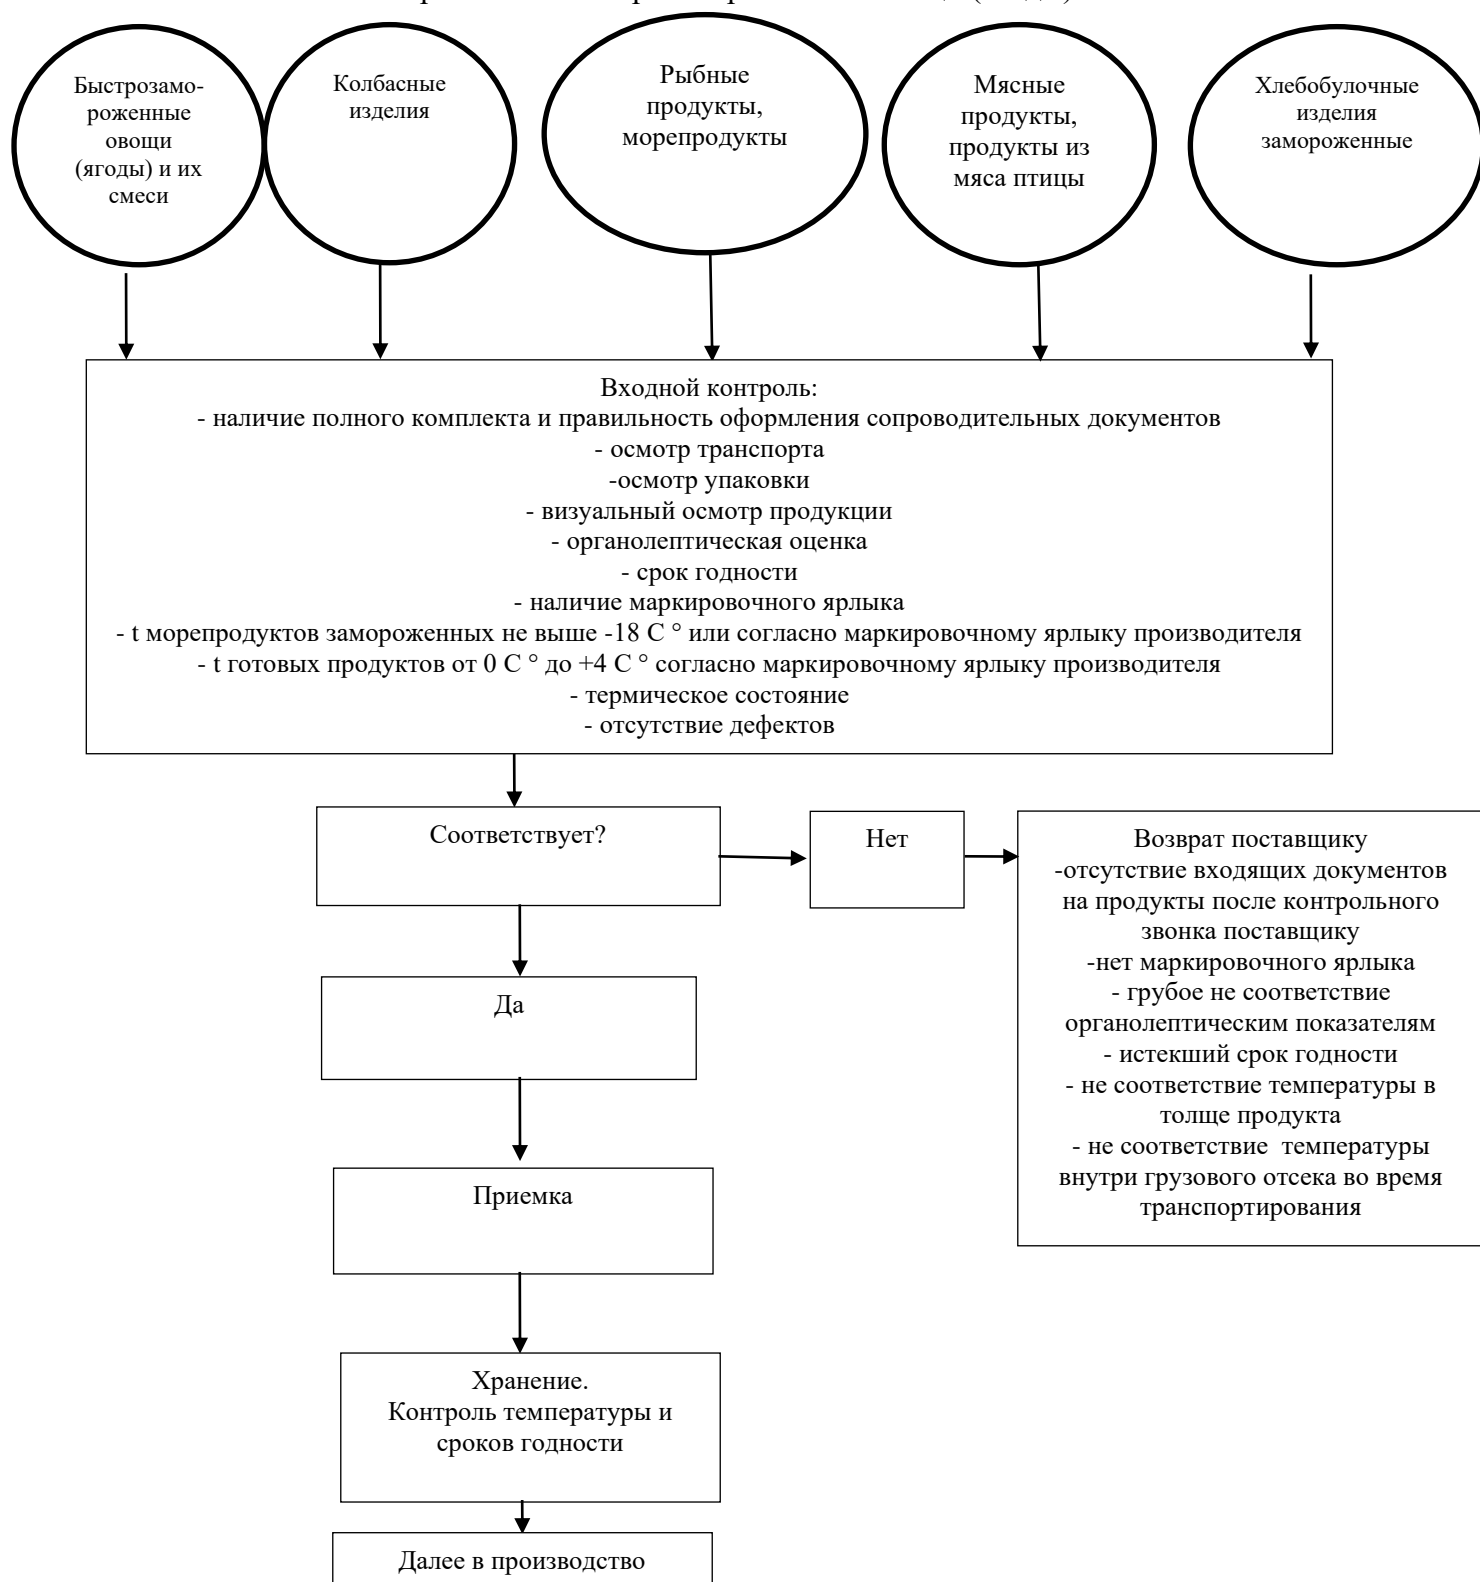 Быстрозамо-
роженные
овощи
(ягоды) и их
смеси
Колбасные
изделия
Рыбные
продукты,
морепродукты
Мясные
продукты,
продукты из
мяса птицы
Хлебобулочные
изделия
замороженные
Входной контроль:
- наличие полного комплекта и правильность оформления сопроводительных документов
- осмотр транспорта
-осмотр упаковки
- визуальный осмотр продукции
- органолептическая оценка
- срок годности
- наличие маркировочного ярлыка
- t морепродуктов замороженных не выше -18 С ° или согласно маркировочному ярлыку производителя
- t готовых продуктов от 0 С ° до +4 С ° согласно маркировочному ярлыку производителя
- термическое состояние
- отсутствие дефектов
Соответствует?
Нет
Возврат поставщику
-отсутствие входящих документов
на продукты после контрольного
звонка поставщику
-нет маркировочного ярлыка
- грубое не соответствие
органолептическим показателям
- истекший срок годности
- не соответствие температуры в
толще продукта
- не соответствие  температуры
внутри грузового отсека во время
транспортирования
Да
Приемка
Хранение.
Контроль температуры и
сроков годности
Далее в производство